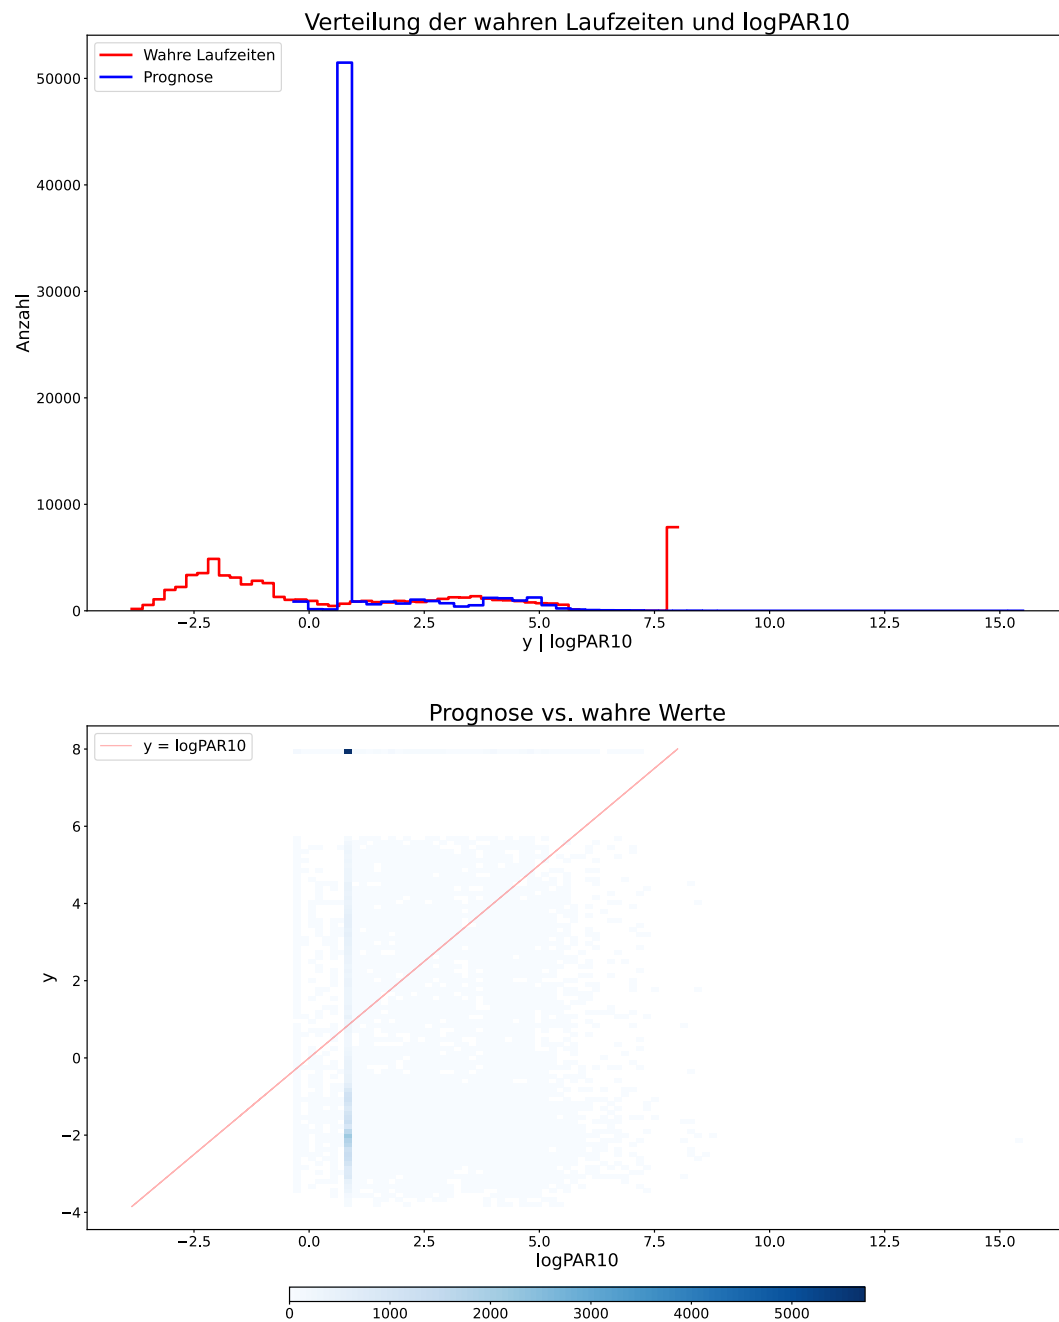 Verteilung der wahren Laufzeiten und logPAR10
Wahre Laufzeiten
Prognose
50000
40000
30000
20000
10000
0
Anzahl
−2.5 0.0 2.5 5.0 7.5 10.0 12.5 15.0
y | logPAR10
Prognose vs. wahre Werte
y = logPAR10
8
6
4
2
0
−2
−4
y
−2.5 0.0 2.5 5.0 7.5 10.0 12.5 15.0
logPAR10
0 1000 2000 3000 4000 5000